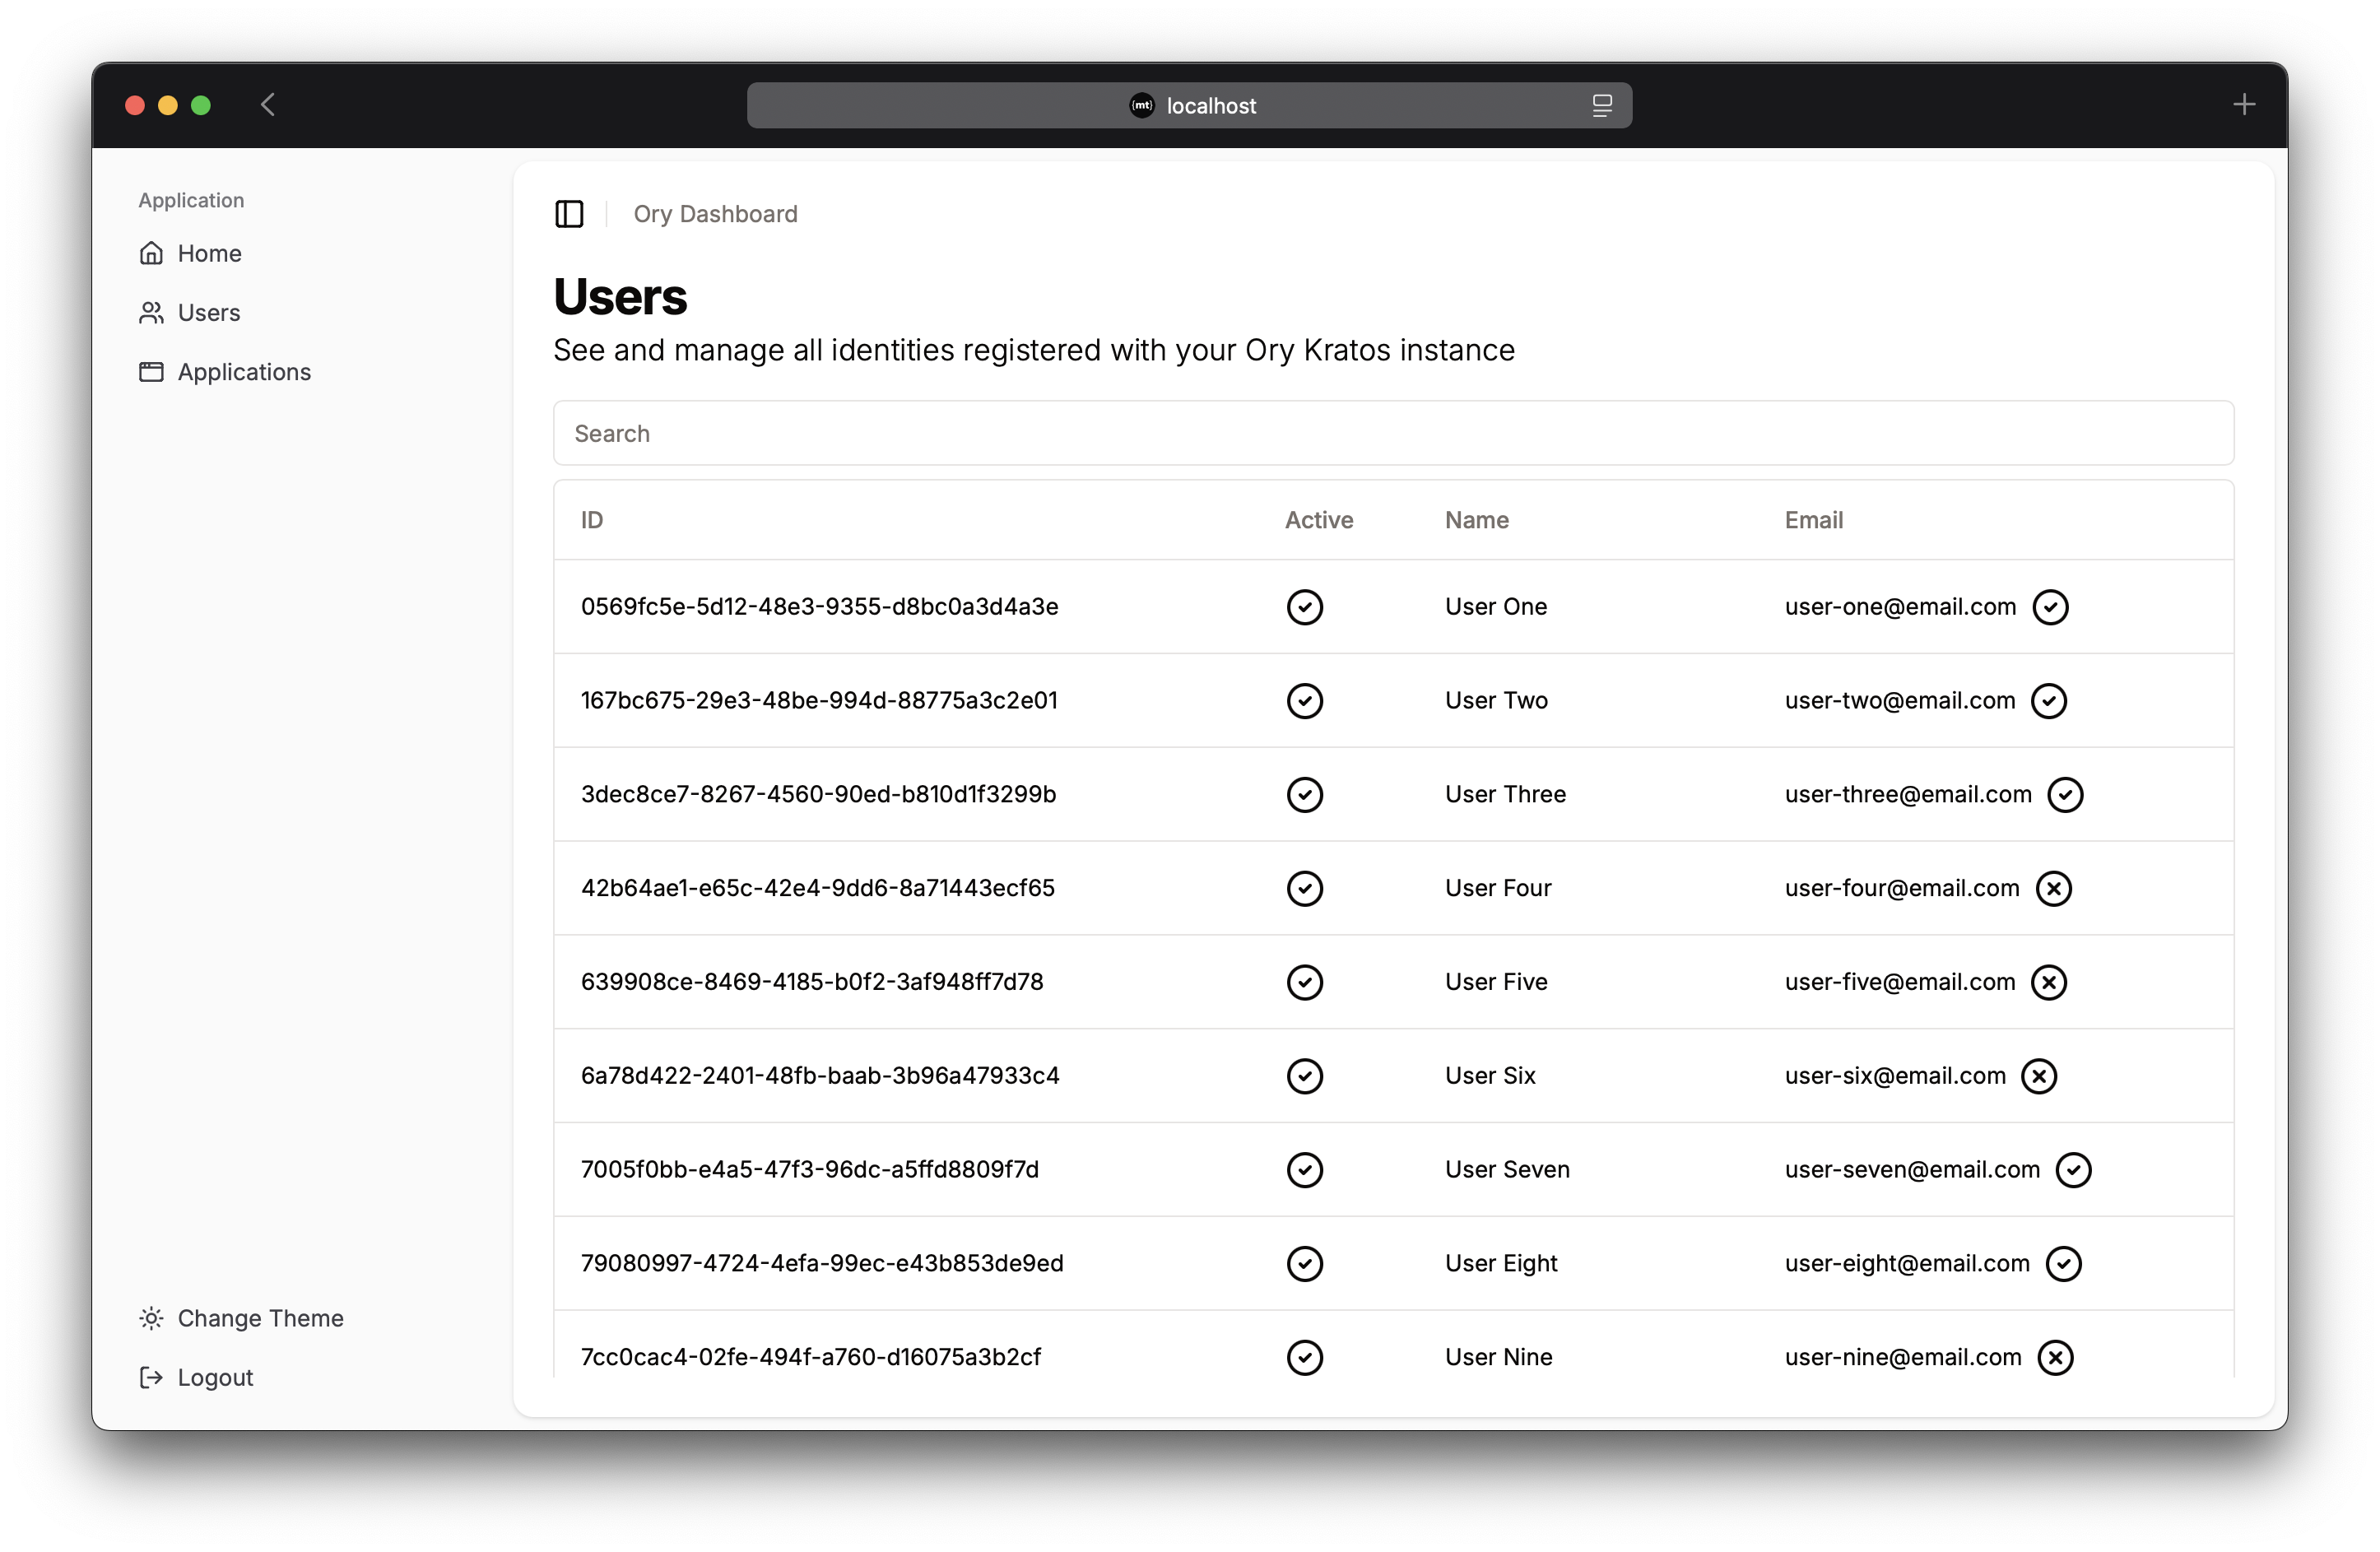 (mt) localhost
Application
Home
Users
Applications
Change Theme
Logout
Ory Dashboard
Users
See and manage all identities registered with your Ory Kratos instance
Search
ID Active Name Email
0569fc5e-5d12-48e3-9355-d8bc0a3d4a3e User One user-one@email.com
167bc675-29e3-48be-994d-88775a3c2e01 User Two user-two@email.com
3dec8ce7-8267-4560-90ed-b810d1f3299b User Three user-three@email.com
42b64ae1-e65c-42e4-9dd6-8a71443ecf65 User Four user-four@email.com
639908ce-8469-4185-b0f2-3af948ff7d78 User Five user-five@email.com
6a78d422-2401-48fb-baab-3b96a47933c4 User Six user-six@email.com
7005f0bb-e4a5-47f3-96dc-a5ffd8809f7d User Seven user-seven@email.com
79080997-4724-4efa-99ec-e43b853de9ed User Eight user-eight@email.com
7cc0cac4-02fe-494f-a760-d16075a3b2cf User Nine user-nine@email.com